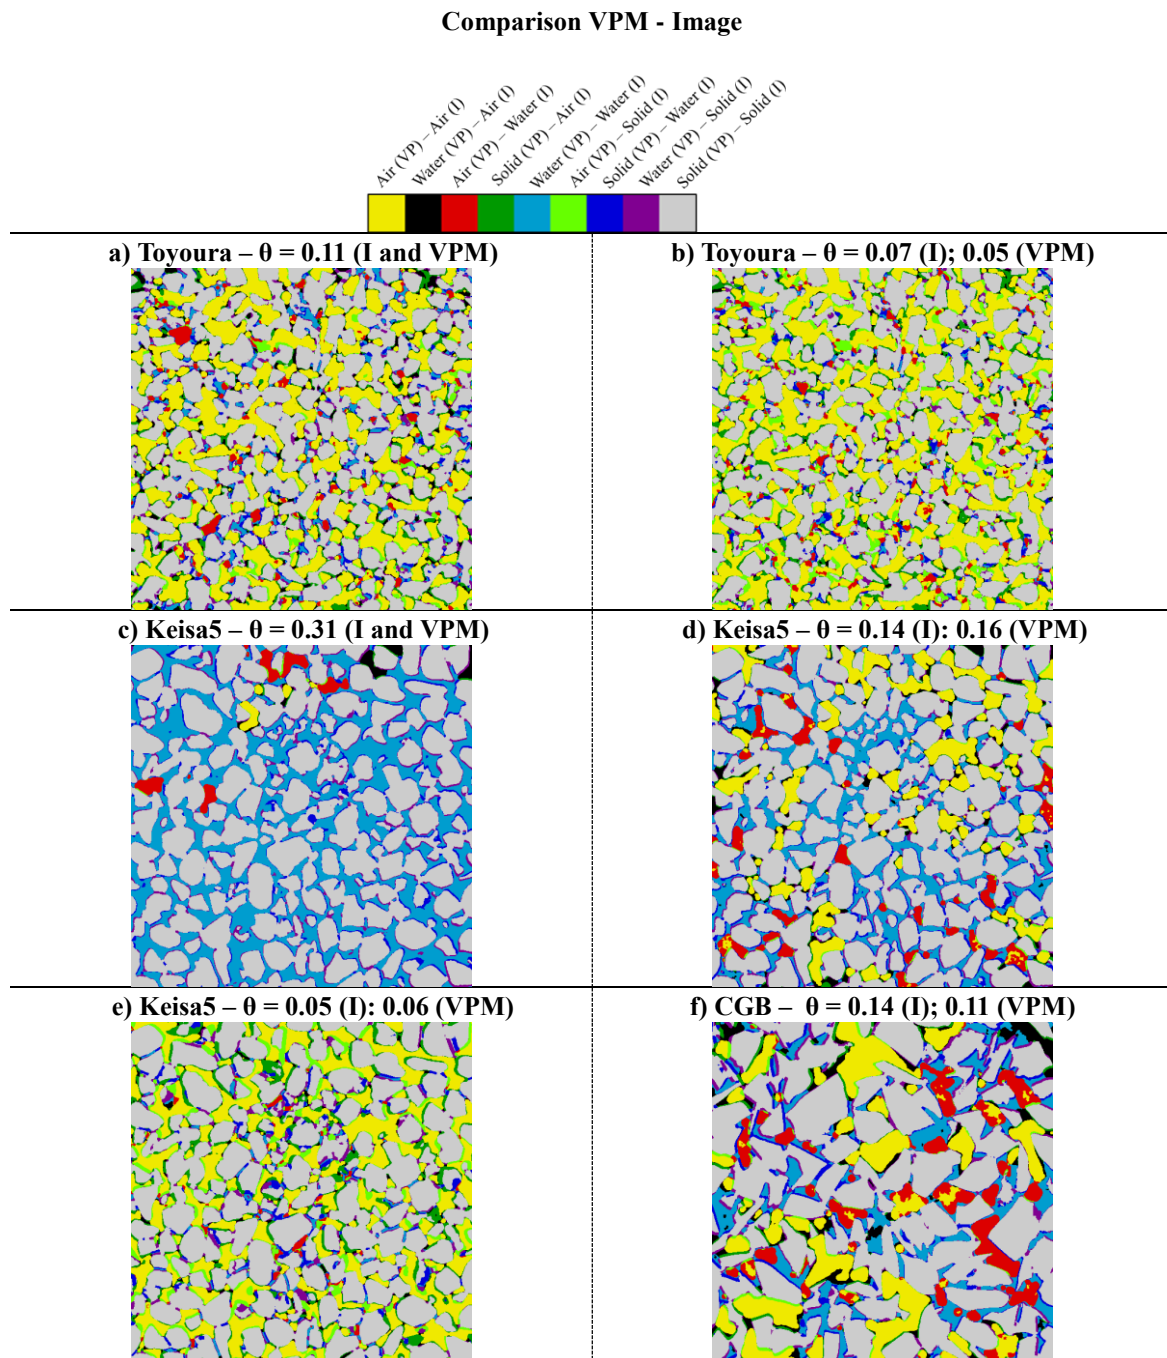 Comparison VPM - Image
Air (VP) – Air (I)
Water (VP) – Air (I)
Air (VP) – Water (I)
Solid (VP) – Air (I)
Water (VP) – Water (I)
Air (VP) – Solid (I)
Solid (VP) – Water (I)
Water (VP) – Solid (I)
Solid (VP) – Solid (I)
a) Toyoura – θ = 0.11 (I and VPM)
b) Toyoura – θ = 0.07 (I); 0.05 (VPM)
c) Keisa5 – θ = 0.31 (I and VPM)
d) Keisa5 – θ = 0.14 (I): 0.16 (VPM)
e) Keisa5 – θ = 0.05 (I): 0.06 (VPM)
f) CGB – θ = 0.14 (I); 0.11 (VPM)